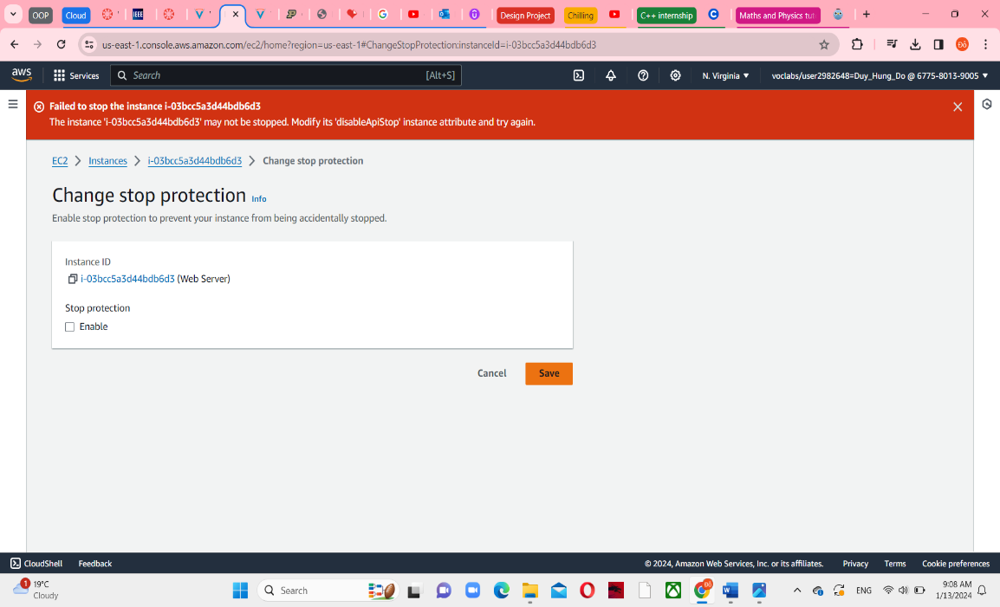 OOP
Cloud
IEEE
Design Project
Chilling
C++ internship
Maths and Physics tut
us-east-1.console.aws.amazon.com/ec2/home?region=us-east-1#ChangeStopProtection:instanceId=i-03bcc5a3d44bdb6d3
aws
Services
Search
[Alt+S]
N. Virginia
voclabs/user2982648=Duy_Hung_Do @ 6775-8013-9005
Failed to stop the instance i-03bcc5a3d44bdb6d3
The instance 'i-03bcc5a3d44bdb6d3' may not be stopped. Modify its 'disableApiStop' instance attribute and try again.
EC2 > Instances > i-03bcc5a3d44bdb6d3 > Change stop protection
Change stop protection Info
Enable stop protection to prevent your instance from being accidentally stopped.
Instance ID
i-03bcc5a3d44bdb6d3 (Web Server)
Stop protection
Enable
Cancel
Save
CloudShell
Feedback
© 2024, Amazon Web Services, Inc. or its affiliates.
Privacy
Terms
Cookie preferences
1
19°C
Cloudy
Search
ENG
9:08 AM
1/13/2024